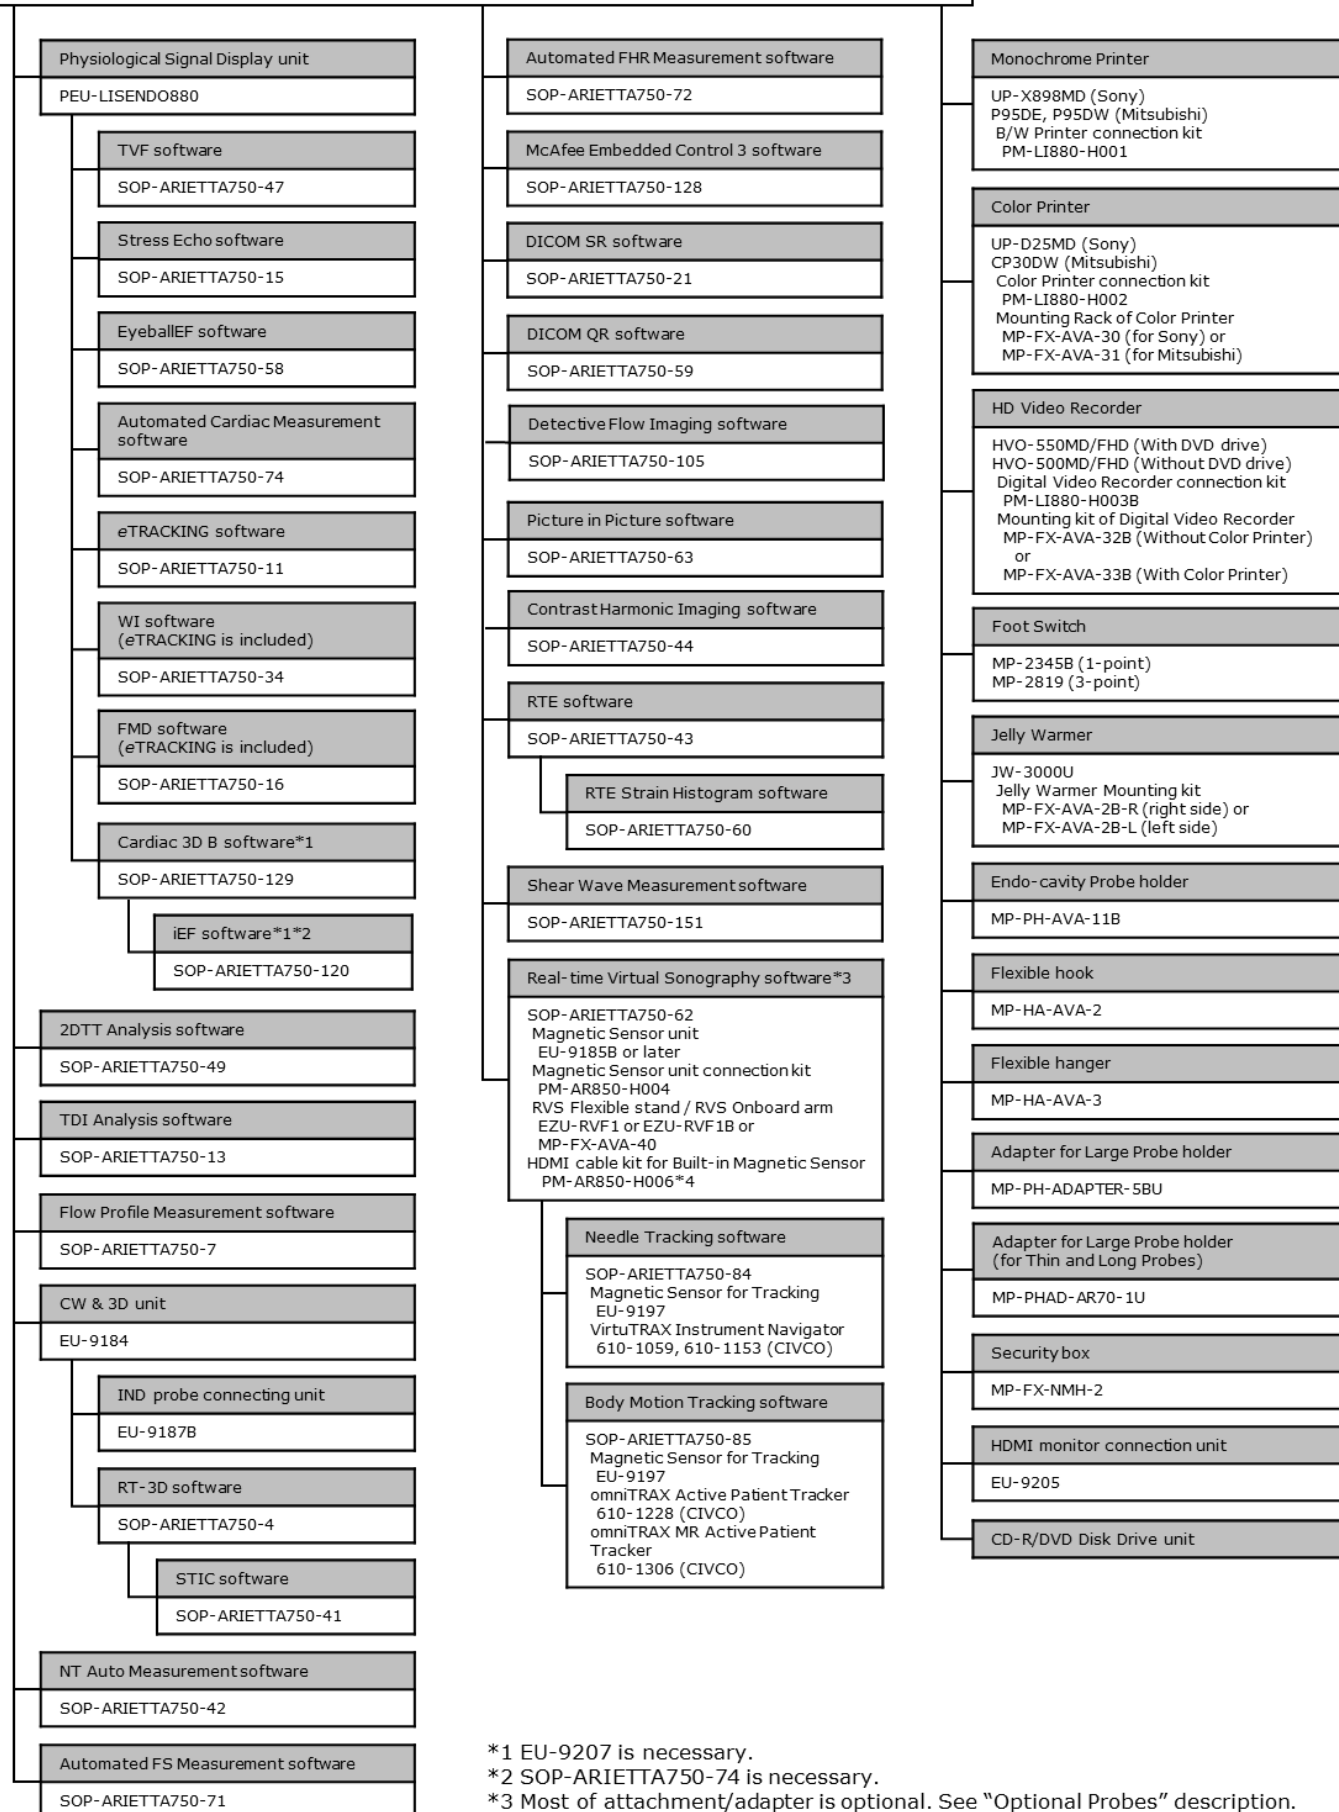 Physiological Signal Display unit
PEU-LISENDO880
TVF software
SOP-ARIETTA750-47
Stress Echo software
SOP-ARIETTA750-15
EyeballEF software
SOP-ARIETTA750-58
Automated Cardiac Measurement
software
SOP-ARIETTA750-74
eTRACKING software
SOP-ARIETTA750-11
WI software
(eTRACKING is included)
SOP-ARIETTA750-34
FMD software
(eTRACKING is included)
SOP-ARIETTA750-16
Cardiac 3D B software*1
SOP-ARIETTA750-129
iEF software*1*2
SOP-ARIETTA750-120
2DTT Analysis software
SOP-ARIETTA750-49
TDI Analysis software
SOP-ARIETTA750-13
Flow Profile Measurement software
SOP-ARIETTA750-7
CW & 3D unit
EU-9184
IND probe connecting unit
EU-9187B
RT-3D software
SOP-ARIETTA750-4
STIC software
SOP-ARIETTA750-41
NT Auto Measurement software
SOP-ARIETTA750-42
Automated FS Measurement software
SOP-ARIETTA750-71
Automated FHR Measurement software
SOP-ARIETTA750-72
McAfee Embedded Control 3 software
SOP-ARIETTA750-128
DICOM SR software
SOP-ARIETTA750-21
DICOM QR software
SOP-ARIETTA750-59
Detective Flow Imaging software
SOP-ARIETTA750-105
Picture in Picture software
SOP-ARIETTA750-63
Contrast Harmonic Imaging software
SOP-ARIETTA750-44
RTE software
SOP-ARIETTA750-43
RTE Strain Histogram software
SOP-ARIETTA750-60
Shear Wave Measurement software
SOP-ARIETTA750-151
Real-time Virtual Sonography software*3
SOP-ARIETTA750-62
Magnetic Sensor unit
EU-9185B or later
Magnetic Sensor unit connection kit
PM-AR850-H004
RVS Flexible stand / RVS Onboard arm
EZU-RVF1 or EZU-RVF1B or
MP-FX-AVA-40
HDMI cable kit for Built-in Magnetic Sensor
PM-AR850-H006*4
Needle Tracking software
SOP-ARIETTA750-84
Magnetic Sensor for Tracking
EU-9197
VirtuTRAX Instrument Navigator
610-1059, 610-1153 (CIVCO)
Body Motion Tracking software
SOP-ARIETTA750-85
Magnetic Sensor for Tracking
EU-9197
omniTRAX Active Patient Tracker
610-1228 (CIVCO)
omniTRAX MR Active Patient
Tracker
610-1306 (CIVCO)
Monochrome Printer
UP-X898MD (Sony)
P95DE, P95DW (Mitsubishi)
B/W Printer connection kit
PM-LI880-H001
Color Printer
UP-D25MD (Sony)
CP30DW (Mitsubishi)
Color Printer connection kit
PM-LI880-H002
Mounting Rack of Color Printer
MP-FX-AVA-30 (for Sony) or
MP-FX-AVA-31 (for Mitsubishi)
HD Video Recorder
HVO-550MD/FHD (With DVD drive)
HVO-500MD/FHD (Without DVD drive)
Digital Video Recorder connection kit
PM-LI880-H003B
Mounting kit of Digital Video Recorder
MP-FX-AVA-32B (Without Color Printer)
or
MP-FX-AVA-33B (With Color Printer)
Foot Switch
MP-2345B (1-point)
MP-2819 (3-point)
Jelly Warmer
JW-3000U
Jelly Warmer Mounting kit
MP-FX-AVA-2B-R (right side) or
MP-FX-AVA-2B-L (left side)
Endo-cavity Probe holder
MP-PH-AVA-11B
Flexible hook
MP-HA-AVA-2
Flexible hanger
MP-HA-AVA-3
Adapter for Large Probe holder
MP-PH-ADAPTER-5BU
Adapter for Large Probe holder
(for Thin and Long Probes)
MP-PHAD-AR70-1U
Security box
MP-FX-NMH-2
HDMI monitor connection unit
EU-9205
CD-R/DVD Disk Drive unit
*1 EU-9207 is necessary.
*2 SOP-ARIETTA750-74 is necessary.
*3 Most of attachment/adapter is optional. See “Optional Probes” description.